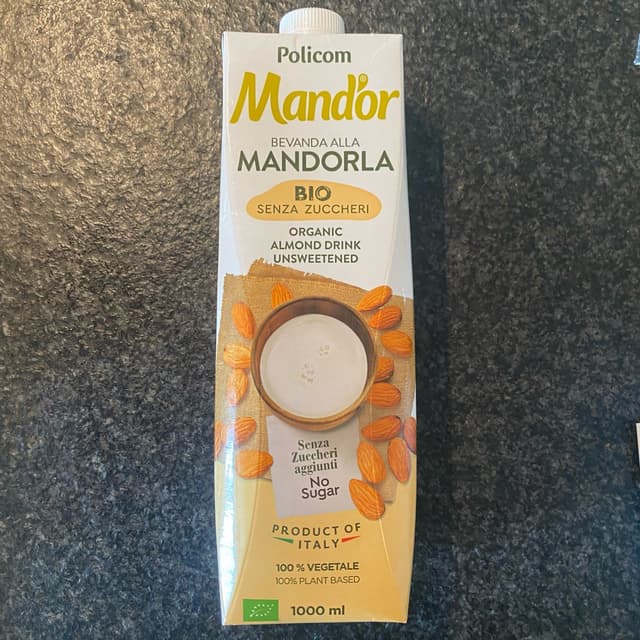 Policom
Mand'or
BEVANDA ALLA
MANDORLA
BIO
SENZA ZUCCHERI
ORGANIC
ALMOND DRINK
UNSWEETENED
Senza
Zuccheri
aggiunti
No
Sugar
PRODUCT OF
ITALY
100 % VEGETALE
100% PLANT BASED
1000 ml